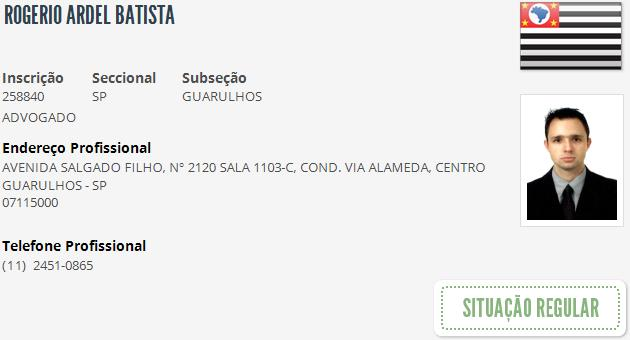 ROGERIO ARDEL BATISTA
Inscrição Seccional Subseção
258840 SP GUARULHOS
ADVOGADO
Endereço Profissional
AVENIDA SALGADO FILHO, Nº 2120 SALA 1103-C, COND. VIA ALAMEDA, CENTRO
GUARULHOS - SP
07115000
Telefone Profissional
(11) 2451-0865
SITUAÇÃO REGULAR